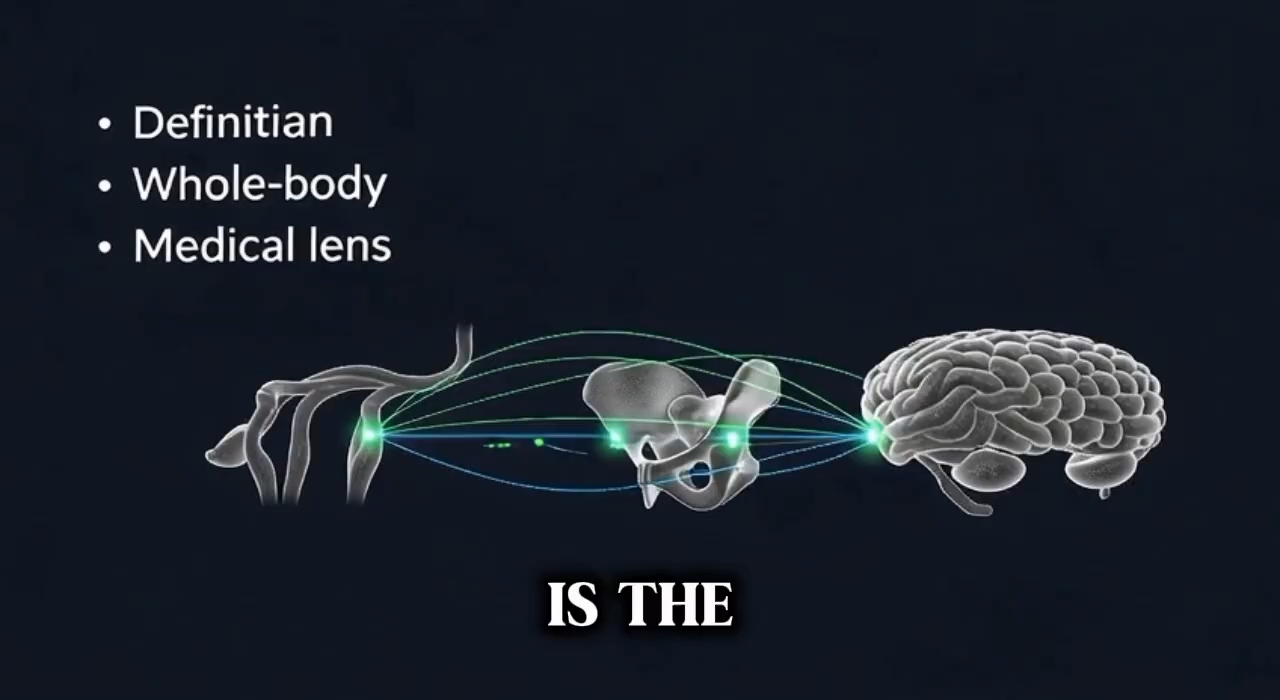 • Definitian
• Whole-body
• Medical lens
IS THE